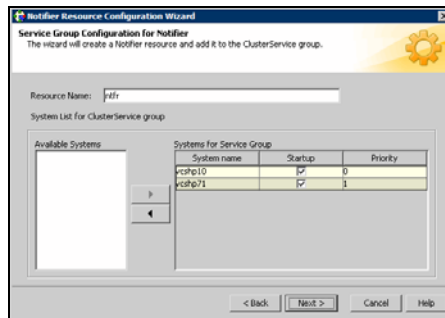 Notifier Resource Configuration Wizard
Service Group Configuration for Notifier
The wizard will create a Notifier resource and add it to the ClusterService group.
Resource Name: ntfr
System List for ClusterService group
Available Systems
Systems for Service Group
System name Startup Priority
vcshp10 0
vcshp71 1
< Back Next > Cancel Help